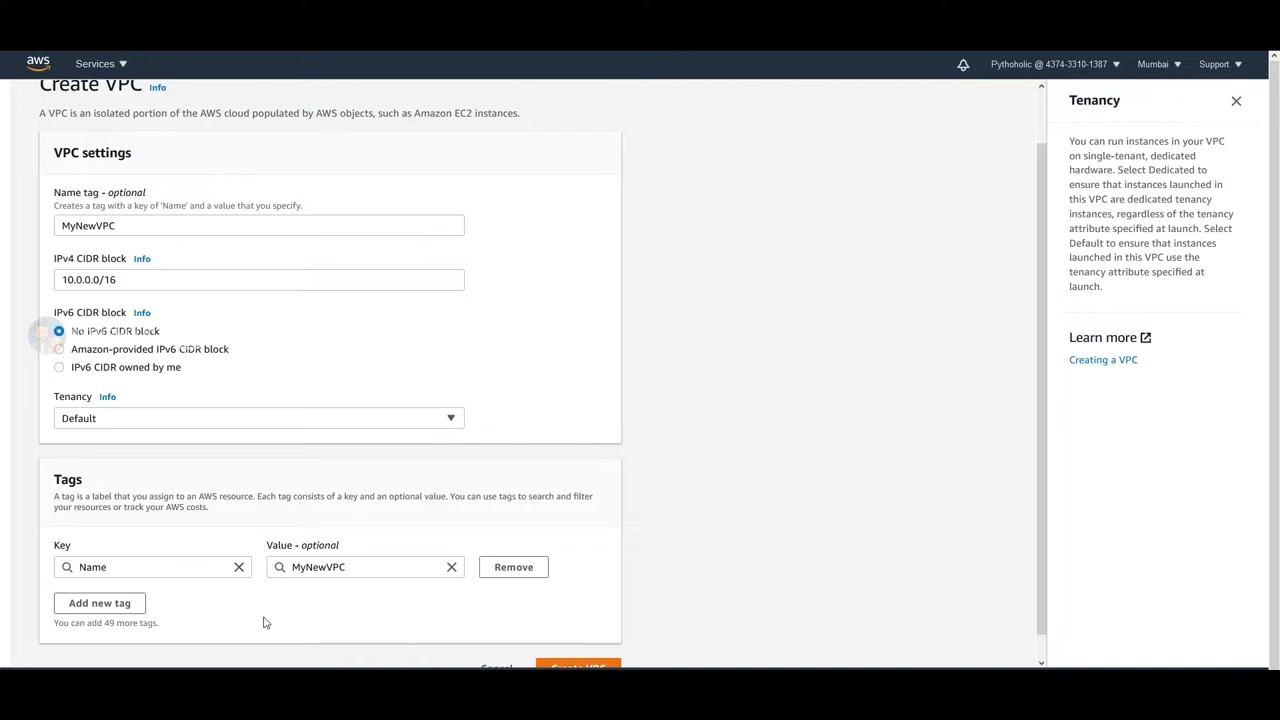 aws
Services
Pythoholic @ 4374-3310-1387
Mumbai
Support
Create VPC Info
A VPC is an isolated portion of the AWS cloud populated by AWS objects, such as Amazon EC2 instances.
VPC settings
Name tag - optional
Creates a tag with a key of 'Name' and a value that you specify.
MyNewVPC
IPv4 CIDR block Info
10.0.0.0/16
IPv6 CIDR block Info
No IPv6 CIDR block
Amazon-provided IPv6 CIDR block
IPv6 CIDR owned by me
Tenancy Info
Default
Tags
A tag is a label that you assign to an AWS resource. Each tag consists of a key and an optional value. You can use tags to search and filter
your resources or track your AWS costs.
Key
Value - optional
Name
MyNewVPC
Remove
Add new tag
You can add 49 more tags.
Cancel
Create VPC
Tenancy
You can run instances in your VPC
on single-tenant, dedicated
hardware. Select Dedicated to
ensure that instances launched in
this VPC are dedicated tenancy
instances, regardless of the tenancy
attribute specified at launch. Select
Default to ensure that instances
launched in this VPC use the
tenancy attribute specified at
launch.
Learn more
Creating a VPC